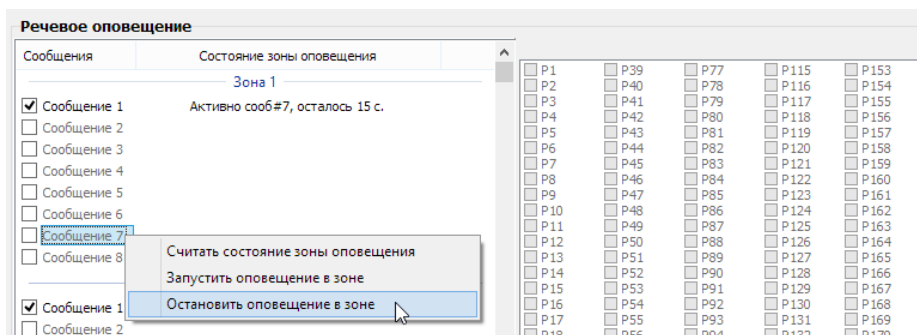 Речевое оповещение
Сообщения Состояние зоны оповещения
Зона 1
Сообщение 1 Активно сооб#7, осталось 15 с.
Сообщение 2
Сообщение 3
Сообщение 4
Сообщение 5
Сообщение 6
Сообщение 7
Сообщение 8
Считать состояние зоны оповещения
Запустить оповещение в зоне
Остановить оповещение в зоне
Сообщение 1
Сообщение 2
P1 P39 P77 P115 P153
P2 P40 P78 P116 P154
P3 P41 P79 P117 P155
P4 P42 P80 P118 P156
P5 P43 P81 P119 P157
P6 P44 P82 P120 P158
P7 P45 P83 P121 P159
P8 P46 P84 P122 P160
P9 P47 P85 P123 P161
P10 P48 P86 P124 P162
P11 P49 P87 P125 P163
P12 P50 P88 P126 P164
P13 P51 P89 P127 P165
P14 P52 P90 P128 P166
P15 P53 P91 P129 P167
P16 P54 P92 P130 P168
P17 P55 P93 P131 P169